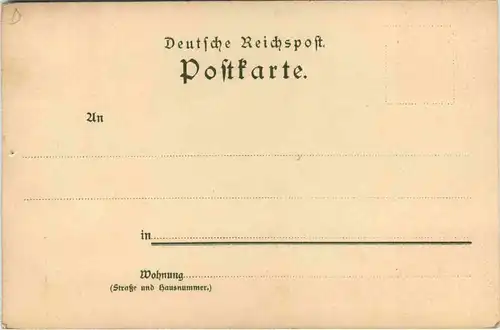 D
Deutsche Reichspost.
Postkarte.
An
in
Wohnung
(Straße und Hausnummer.)